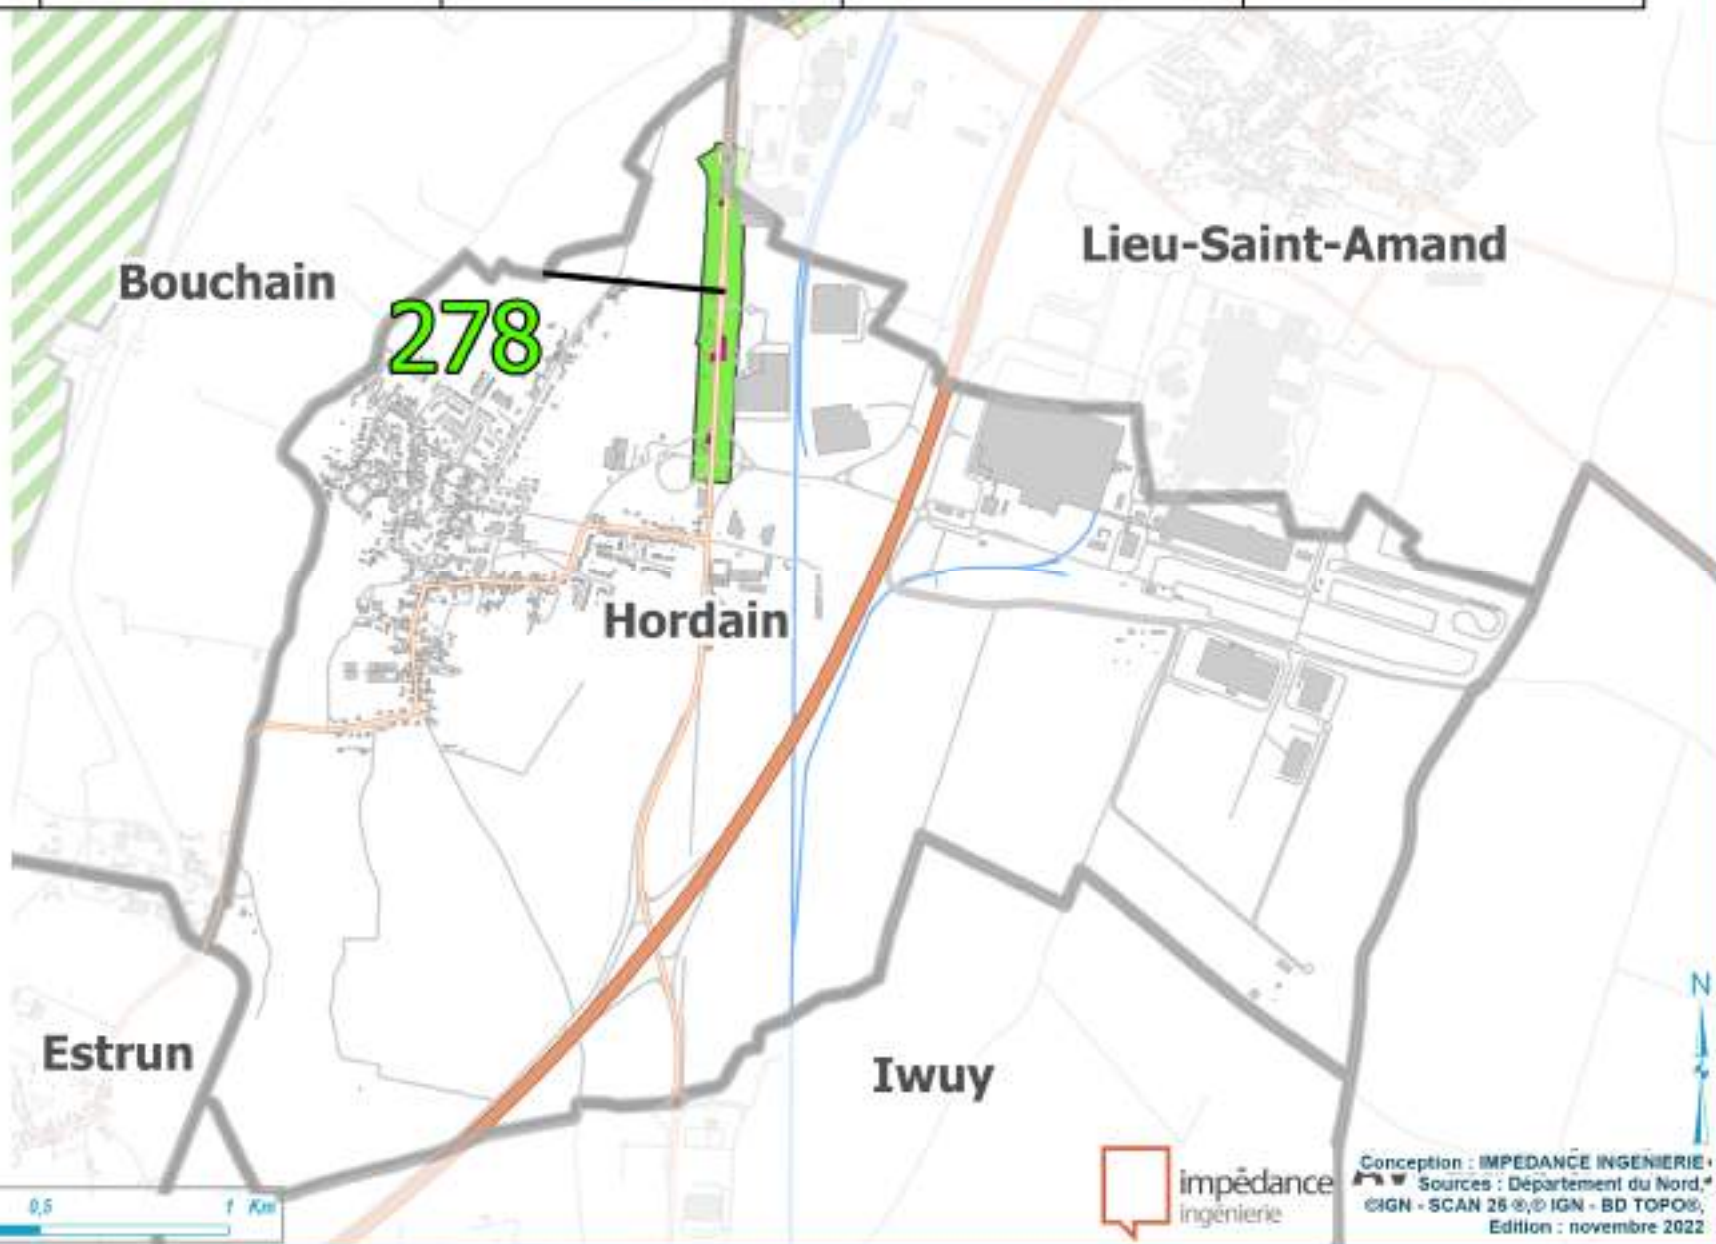 Lieu-Saint-Amand
Bouchain
278
Hordain
N
Estrun
Iwuy
0,5 1 Km
impédance
ingénierie
Conception : IMPEDANCE INGENIERIE
Sources : Département du Nord,
©IGN - SCAN 25 ®,© IGN - BD TOPO®,
Edition : novembre 2022